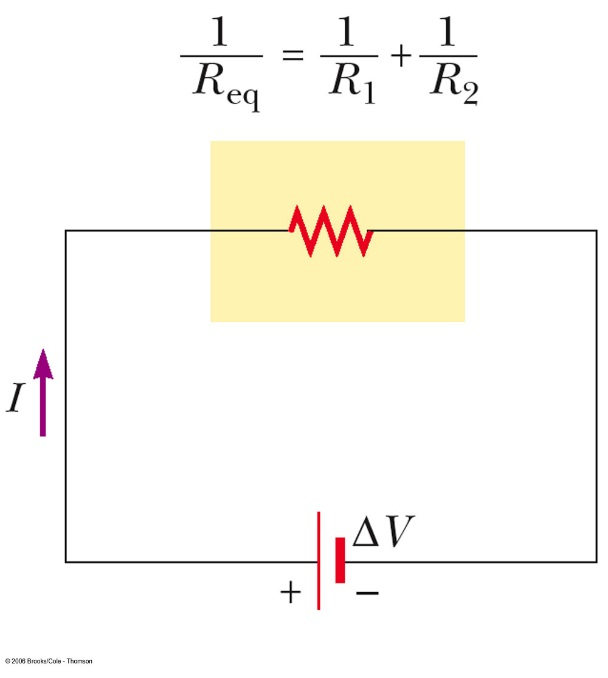 1/R_eq = 1/R_1 + 1/R_2
I
ΔV
+ −
© 2006 Brooks/Cole - Thomson